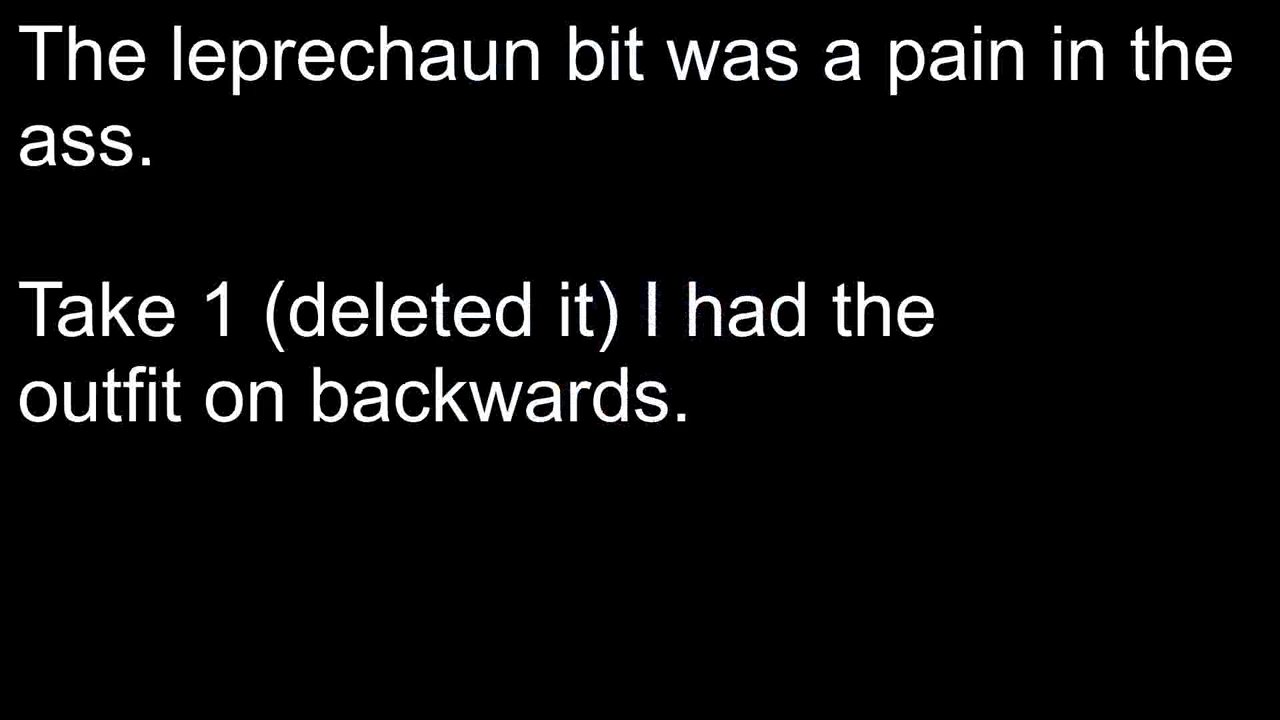 The leprechaun bit was a pain in the
ass.
Take 1 (deleted it) I had the
outfit on backwards.